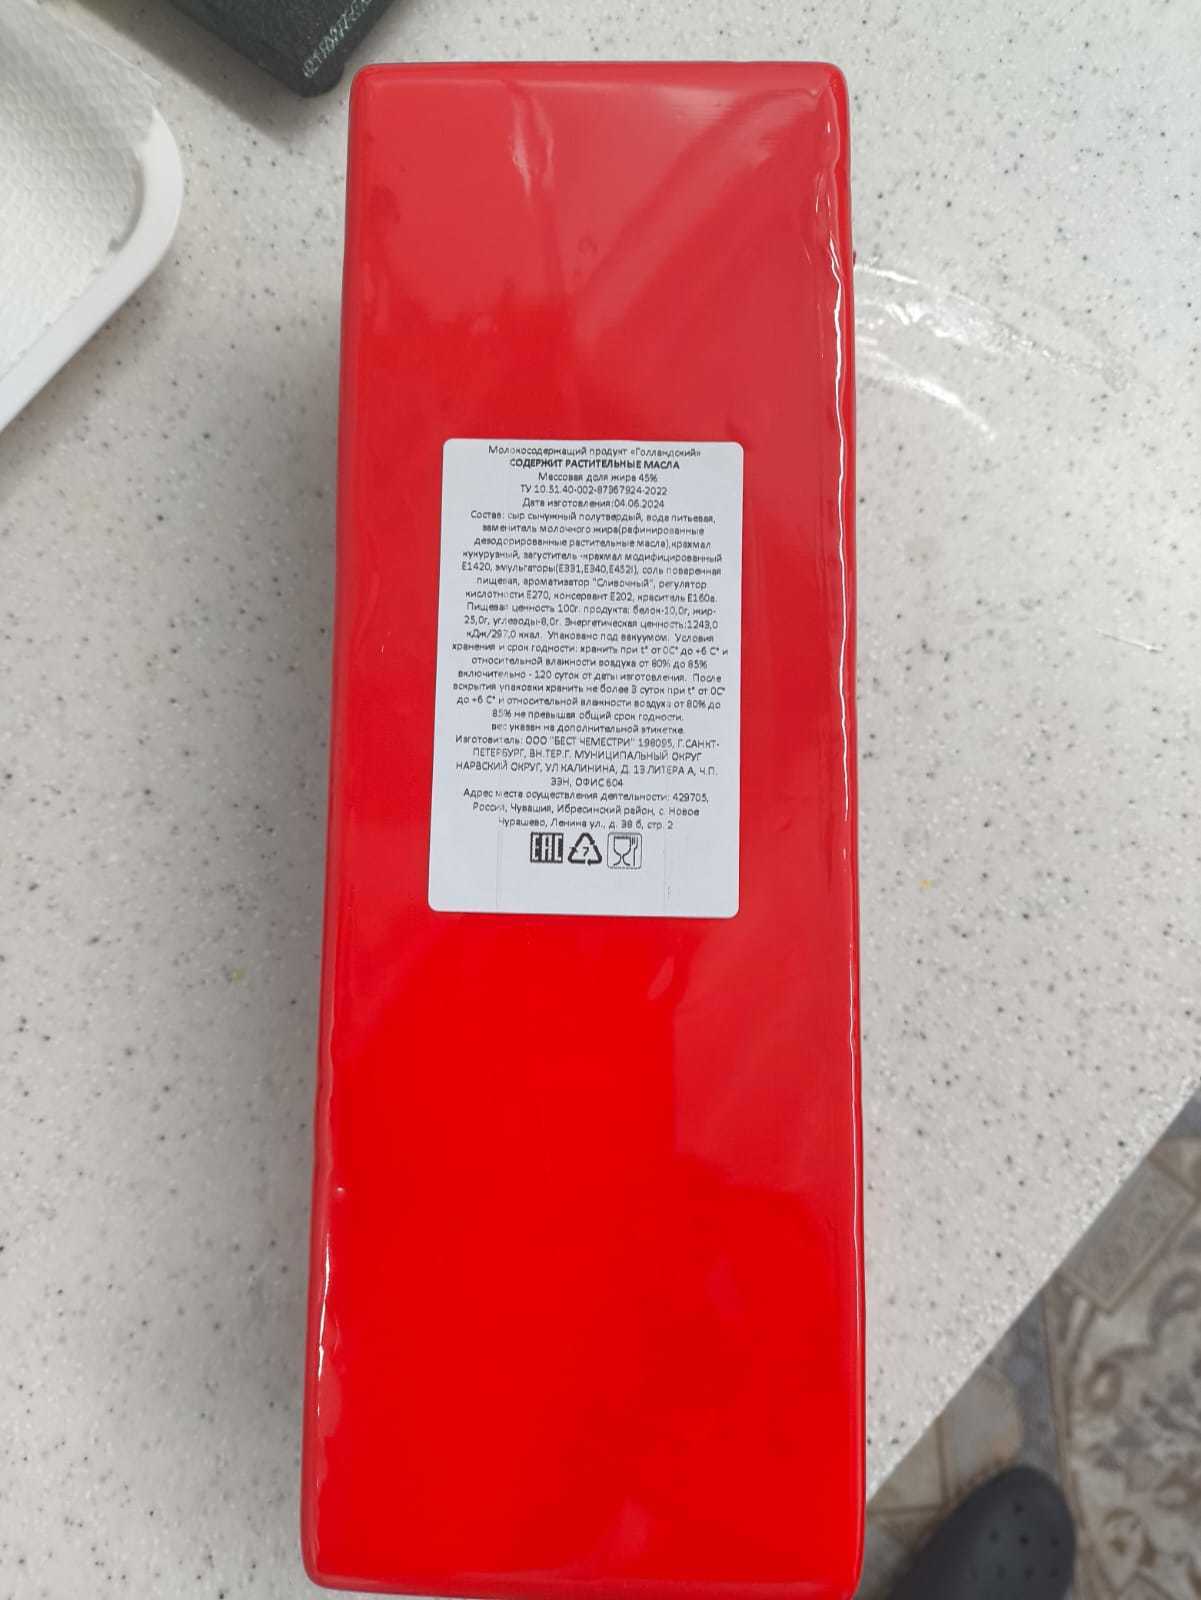 Молокосодержащий продукт «Голландский»
СОДЕРЖИТ РАСТИТЕЛЬНЫЕ МАСЛА
Массовая доля жира 45%
ТУ 10.51.40-002-87967924-2022
Дата изготовления:04.06.2024
Состав: сыр сычужный полутвердый, вода питьевая,
заменитель молочного жира(рафинированные
дезодорированные растительные масла),крахмал
кукурузный, загуститель -крахмал модифицированный
Е1420, эмульгаторы(Е331,Е340,Е452i), соль поваренная
пищевая, ароматизатор "Сливочный", регулятор
кислотности Е270, консервант Е202, краситель Е160в.
Пищевая ценность 100г. продукта: белок-10,0г, жир-
25,0г, углеводы-8,0г. Энергетическая ценность:1243,0
кДж/297,0 ккал. Упаковано под вакуумом. Условия
хранения и срок годности: хранить при t° от 0С° до +6 С° и
относительной влажности воздуха от 80% до 85%
включительно - 120 суток от даты изготовления. После
вскрытия упаковки хранить не более 3 суток при t° от 0С°
до +6 С° и относительной влажности воздуха от 80% до
85% не превышая общий срок годности.
вес указан на дополнительной этикетке.
Изготовитель: ООО "БЕСТ ЧЕМЕСТРИ" 198095, Г.САНКТ-
ПЕТЕРБУРГ, ВН.ТЕР.Г. МУНИЦИПАЛЬНЫЙ ОКРУГ
НАРВСКИЙ ОКРУГ, УЛ КАЛИНИНА, Д. 13 ЛИТЕРА А, Ч.П.
33Н, ОФИС 604
Адрес места осуществления деятельности: 429705,
Россия, Чувашия, Ибресинский район, с. Новое
Чурашево, Ленина ул., д. 38 б, стр. 2
ЕАС 7